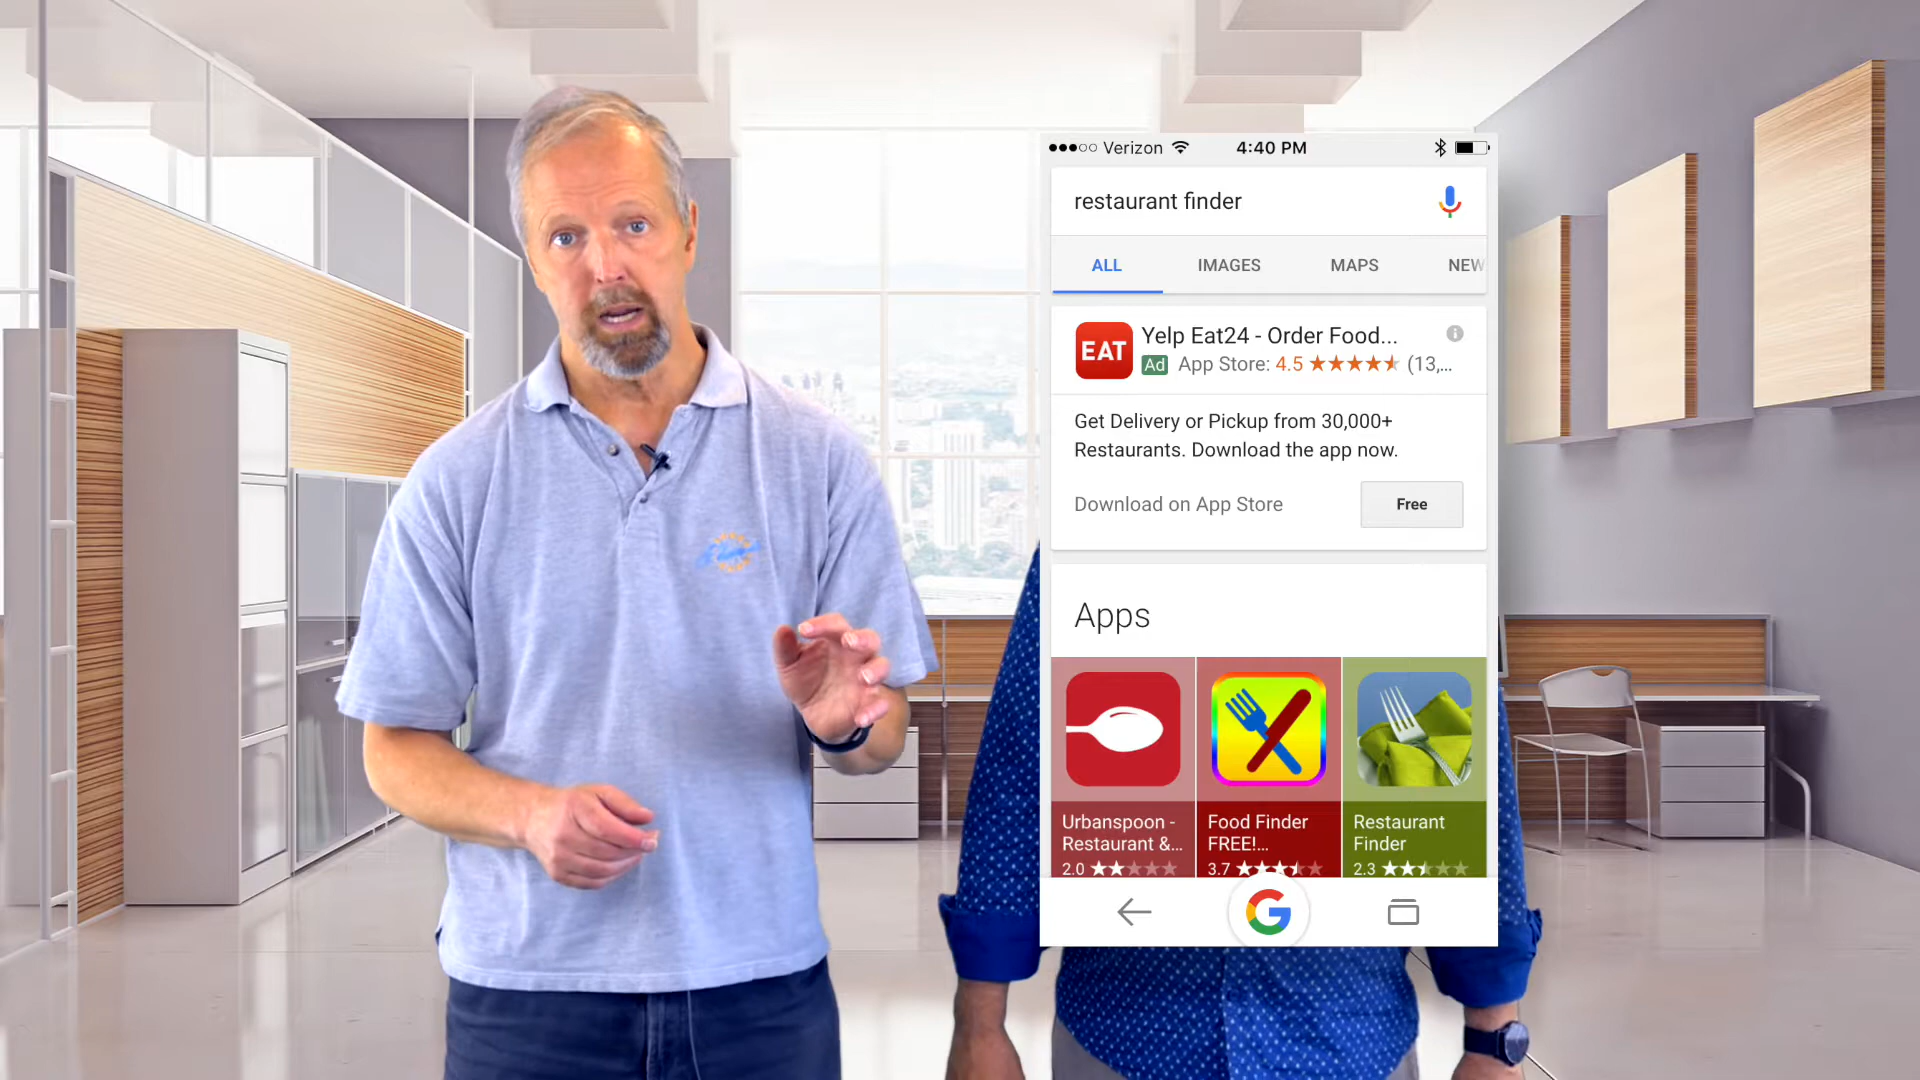 Verizon 4:40 PM
restaurant finder
ALL IMAGES MAPS NEW
EAT
Yelp Eat24 - Order Food...
Ad App Store: 4.5 (13,...
Get Delivery or Pickup from 30,000+
Restaurants. Download the app now.
Download on App Store Free
Apps
Urbanspoon -
Restaurant &...
2.0
Food Finder
FREE!...
3.7
Restaurant
Finder
2.3
G